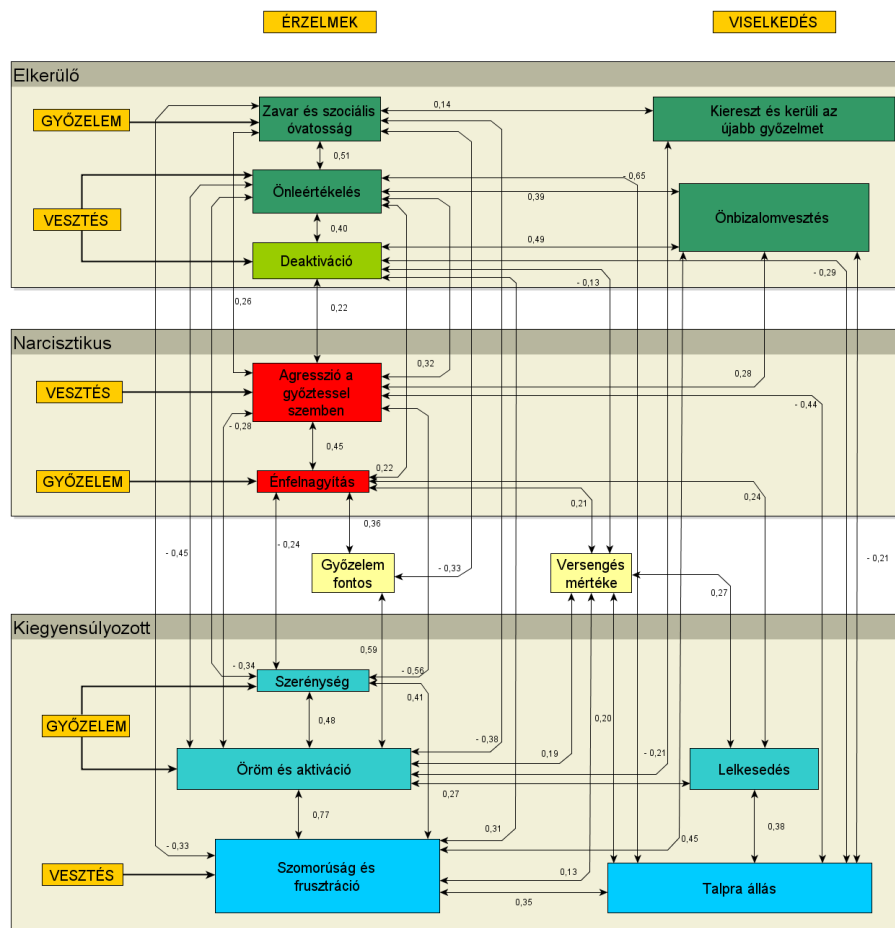 ÉRZELMEK
VISELKEDÉS
Elkerülő
GYŐZELEM
Zavar és szociális
óvatosság
0,14
Kiereszt és kerüli az
újabb győzelmet
0,51
- 0,65
VESZTÉS
Önleértékelés
0,39
Önbizalomvesztés
0,40
0,49
Deaktiváció
- 0,29
- 0,13
0,26
0,22
Narcisztikus
0,32
VESZTÉS
Agresszió a
győztessel
szemben
0,28
- 0,44
- 0,28
0,45
0,22
GYŐZELEM
Énfelnagyítás
0,24
0,21
0,36
- 0,24
- 0,45
- 0,33
- 0,21
Győzelem
fontos
Versengés
mértéke
0,27
Kiegyensúlyozott
0,59
- 0,34
- 0,56
Szerénység
0,41
GYŐZELEM
0,48
0,20
- 0,38
0,19
- 0,21
Öröm és aktiváció
Lelkesedés
0,27
0,77
0,31
0,38
- 0,33
0,45
VESZTÉS
Szomorúság és
frusztráció
0,13
Talpra állás
0,35